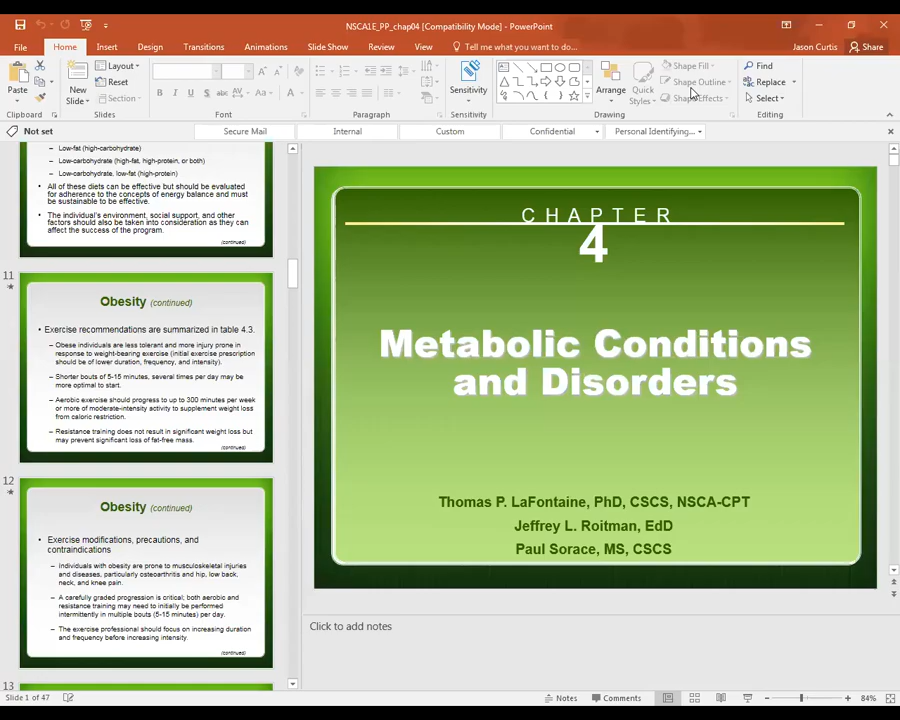 NSCA1E_PP_chap04 [Compatibility Mode] - PowerPoint
File Home Insert Design Transitions Animations Slide Show Review View Tell me what you want to do... Jason Curtis Share
Paste
Clipboard
New
Slide
Layout
Reset
Section
Slides
B I U S
Font
Paragraph
Sensitivity
Sensitivity
Arrange
Quick
Styles
Shape Fill
Shape Outline
Shape Effects
Drawing
Find
Replace
Select
Editing
Not set Secure Mail Internal Custom Confidential Personal Identifying...
– Low-fat (high-carbohydrate)
– Low-carbohydrate (high-fat, high-protein, or both)
– Low-carbohydrate, low-fat (high-protein)
• All of these diets can be effective but should be evaluated
for adherence to the concepts of energy balance and must
be sustainable to be effective.
• The individual's environment, social support, and other
factors should also be taken into consideration as they can
affect the success of the program.
(continued)
11
Obesity (continued)
• Exercise recommendations are summarized in table 4.3.
– Obese individuals are less tolerant and more injury prone in
response to weight-bearing exercise (initial exercise prescription
should be of lower duration, frequency, and intensity).
– Shorter bouts of 5-15 minutes, several times per day may be
more optimal to start.
– Aerobic exercise should progress to up to 300 minutes per week
or more of moderate-intensity activity to supplement weight loss
from caloric restriction.
– Resistance training does not result in significant weight loss but
may prevent significant loss of fat-free mass.
(continued)
12
Obesity (continued)
• Exercise modifications, precautions, and
contraindications
– Individuals with obesity are prone to musculoskeletal injuries
and diseases, particularly osteoarthritis and hip, low back,
neck, and knee pain.
– A carefully graded progression is critical; both aerobic and
resistance training may need to initially be performed
intermittently in multiple bouts (5-15 minutes) per day.
– The exercise professional should focus on increasing duration
and frequency before increasing intensity.
(continued)
13
CHAPTER
4
Metabolic Conditions
and Disorders
Thomas P. LaFontaine, PhD, CSCS, NSCA-CPT
Jeffrey L. Roitman, EdD
Paul Sorace, MS, CSCS
Click to add notes
Slide 1 of 47 Notes Comments 84%